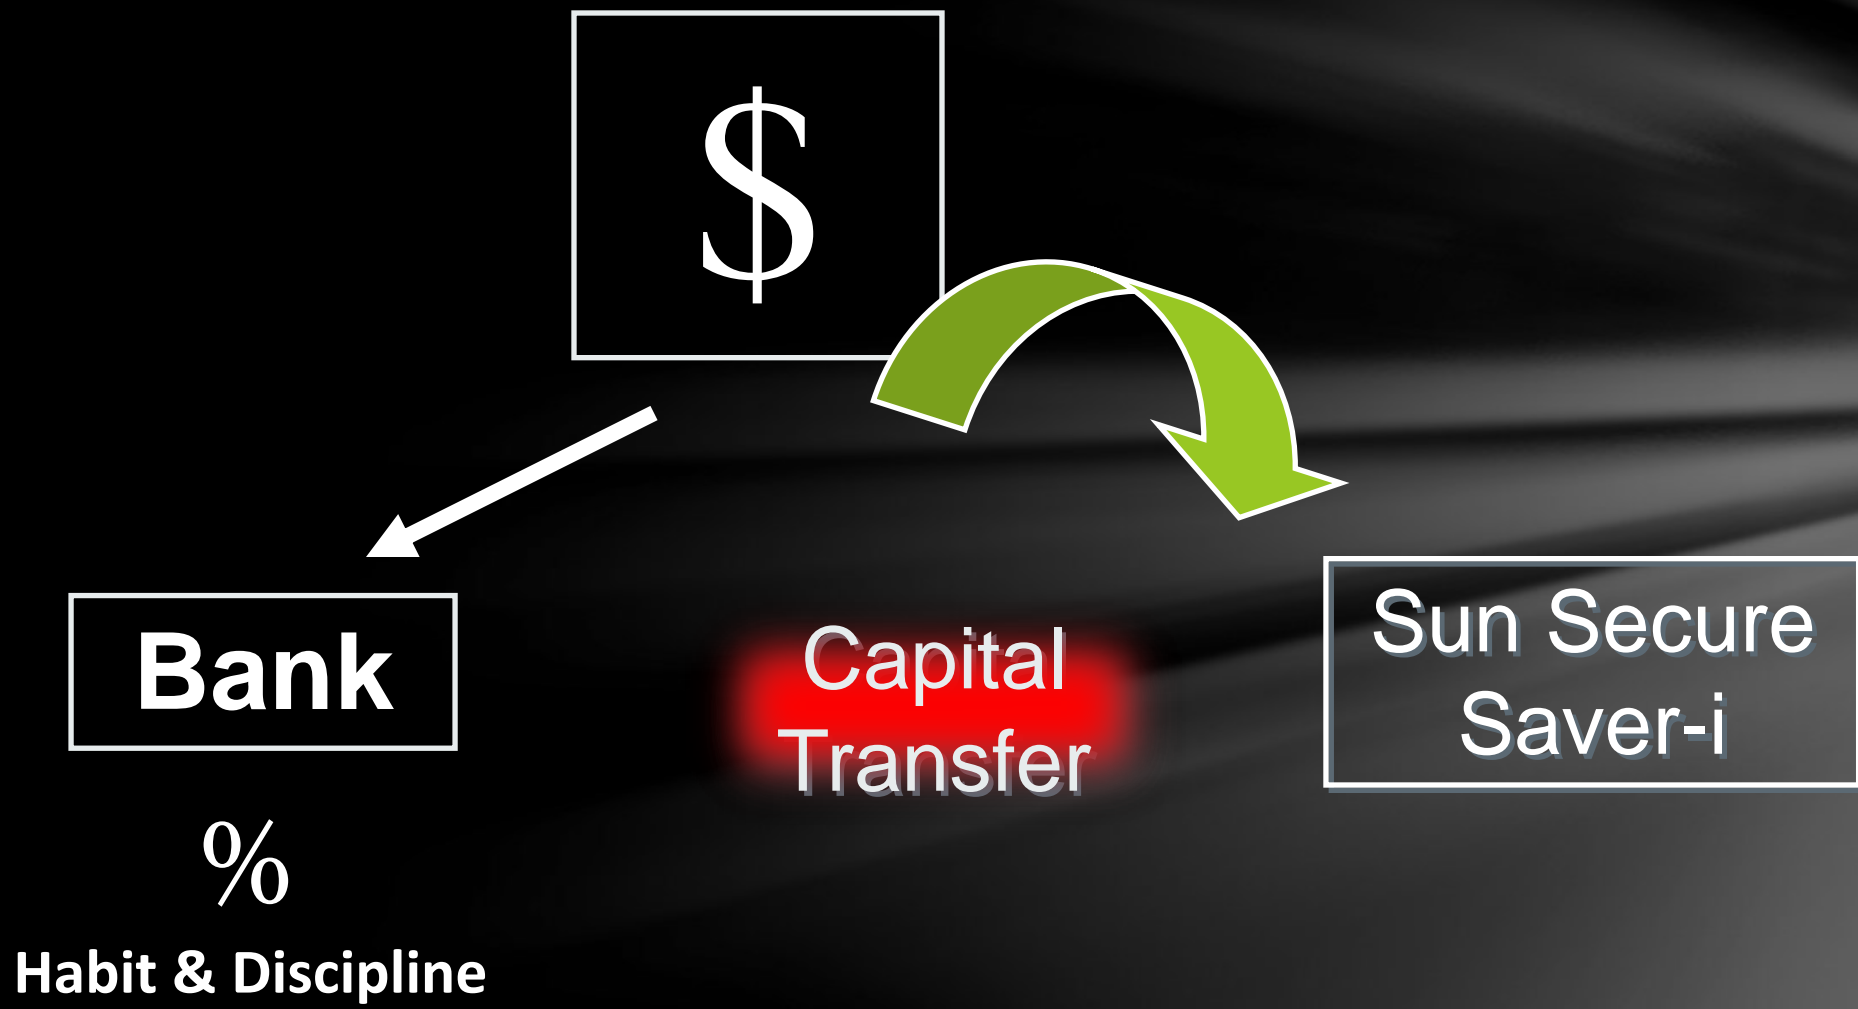 $
Bank
Capital
Transfer
Sun Secure
Saver-i
%
Habit & Discipline